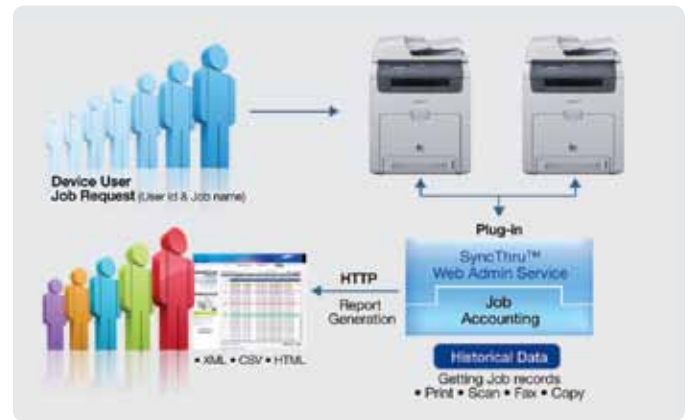 Device User
Job Request (User Id & Job name)
Plug-in
SyncThru™
Web Admin Service
Job
Accounting
HTTP
Report
Generation
• XML • CSV • HTML
Historical Data
Getting Job records
• Print • Scan • Fax • Copy